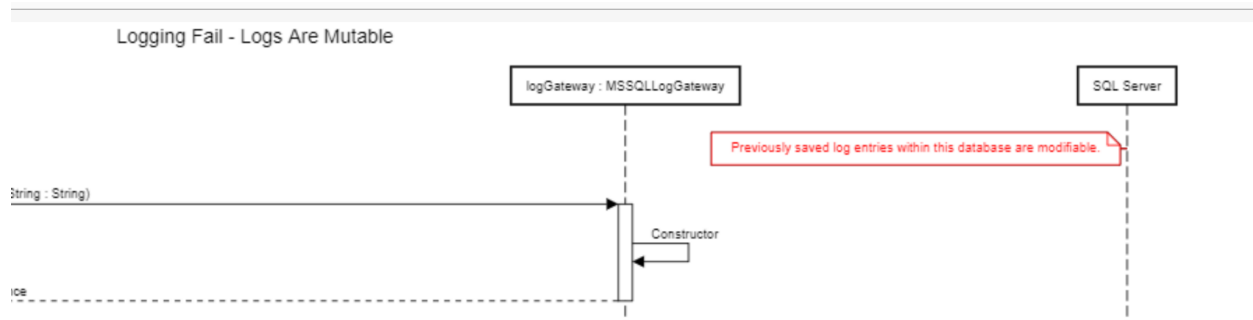 Logging Fail - Logs Are Mutable
logGateway : MSSQLLogGateway
SQL Server
Previously saved log entries within this database are modifiable.
String : String)
Constructor